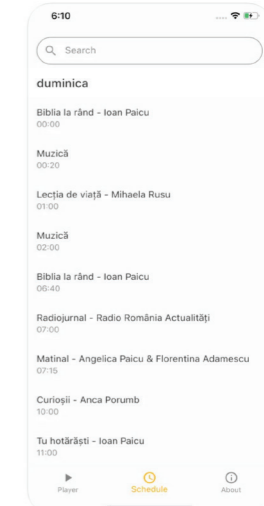 6:10
Search
duminica
Biblia la rând - Ioan Paicu
00:00
Muzică
00:20
Lecția de viață - Mihaela Rusu
01:00
Muzică
02:00
Biblia la rând - Ioan Paicu
06:40
Radiojurnal - Radio România Actualități
07:00
Matinal - Angelica Paicu & Florentina Adamescu
07:15
Curioșii - Anca Porumb
10:00
Tu hotărăști - Ioan Paicu
11:00
Player Schedule About